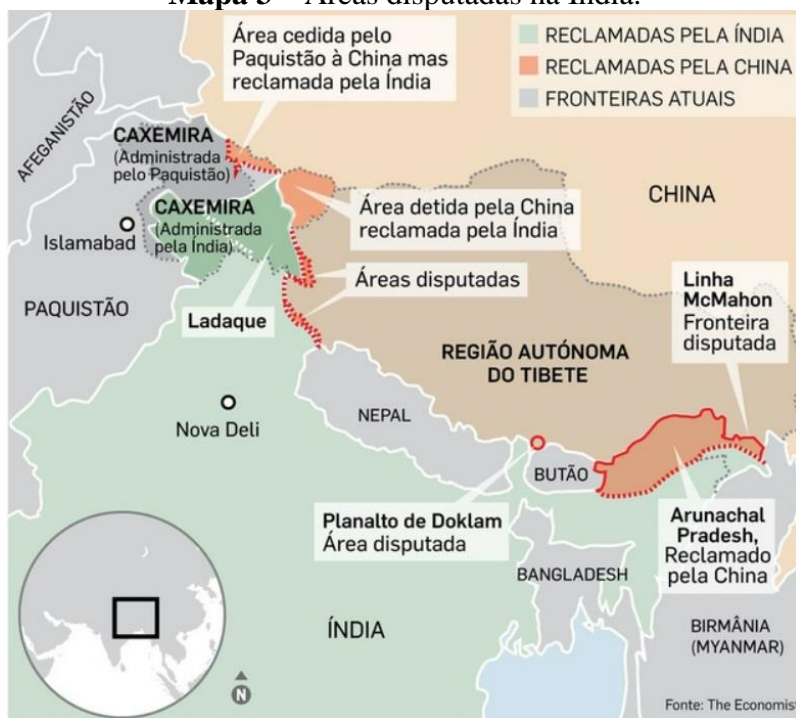 Mapa 3 – Áreas disputadas na Índia.
Área cedida pelo
Paquistão à China mas
reclamada pela Índia
RECLAMADAS PELA ÍNDIA
RECLAMADAS PELA CHINA
FRONTEIRAS ATUAIS
AFEGANISTÃO
CAXEMIRA
(Administrada
pelo Paquistão)
CHINA
CAXEMIRA
(Administrada
pela Índia)
Islamabad
Área detida pela China
reclamada pela Índia
Áreas disputadas
Linha
McMahon
Fronteira
disputada
PAQUISTÃO
Ladaque
REGIÃO AUTÓNOMA
DO TIBETE
Nova Deli
NEPAL
BUTÃO
Planalto de Doklam
Área disputada
Arunachal
Pradesh,
Reclamado
pela China
BANGLADESH
ÍNDIA
BIRMÂNIA
(MYANMAR)
N
Fonte: The Economist